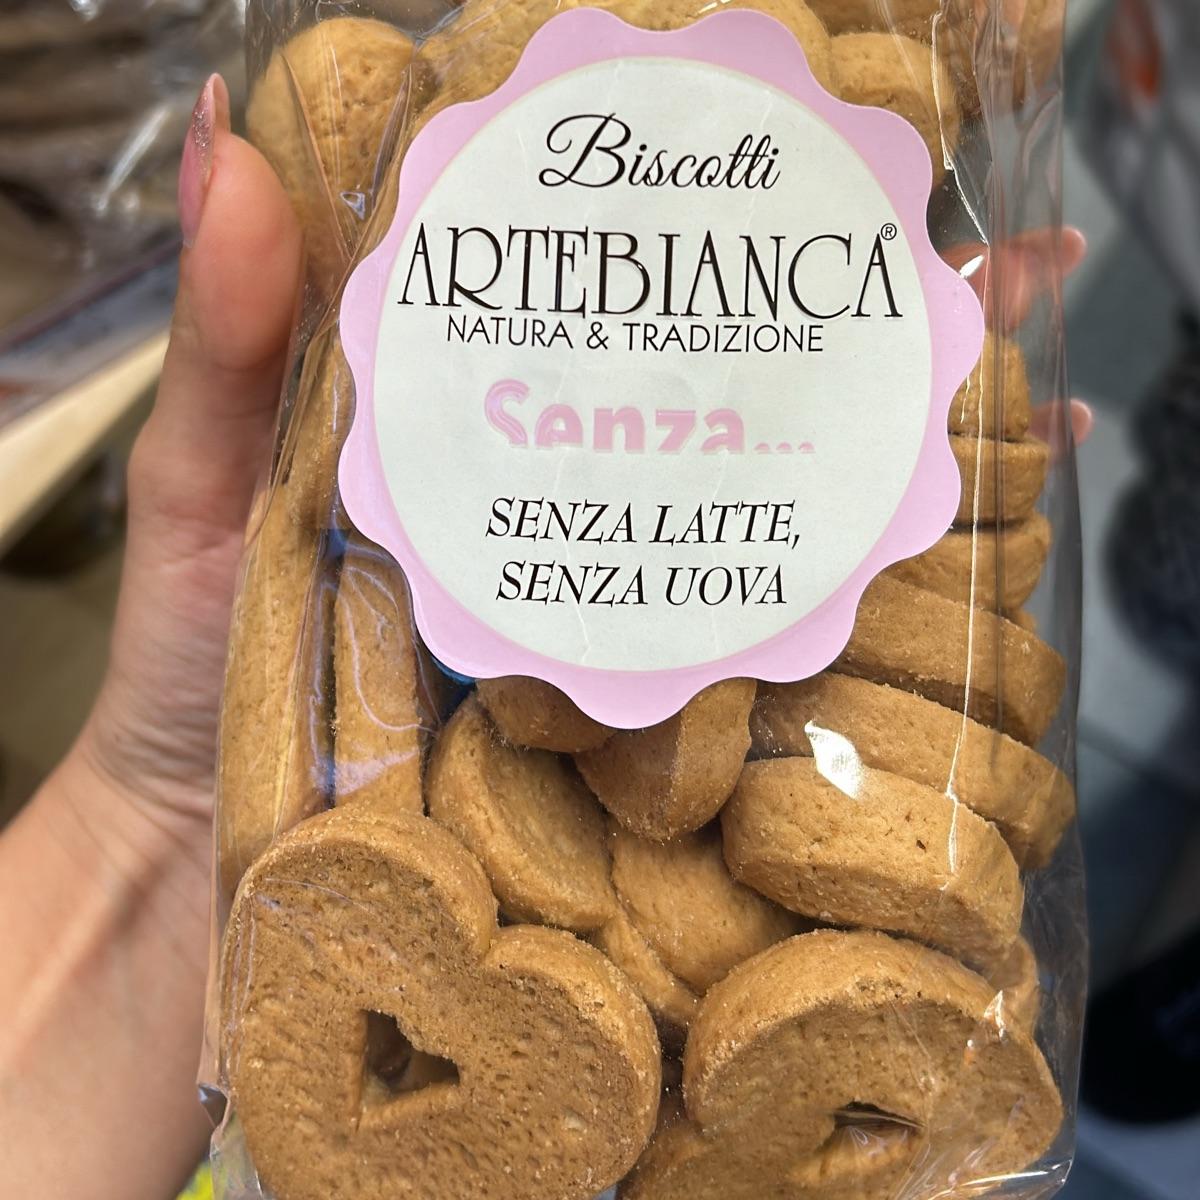 Biscotti
ARTEBIANCA®
NATURA & TRADIZIONE
Senza...
SENZA LATTE,
SENZA UOVA